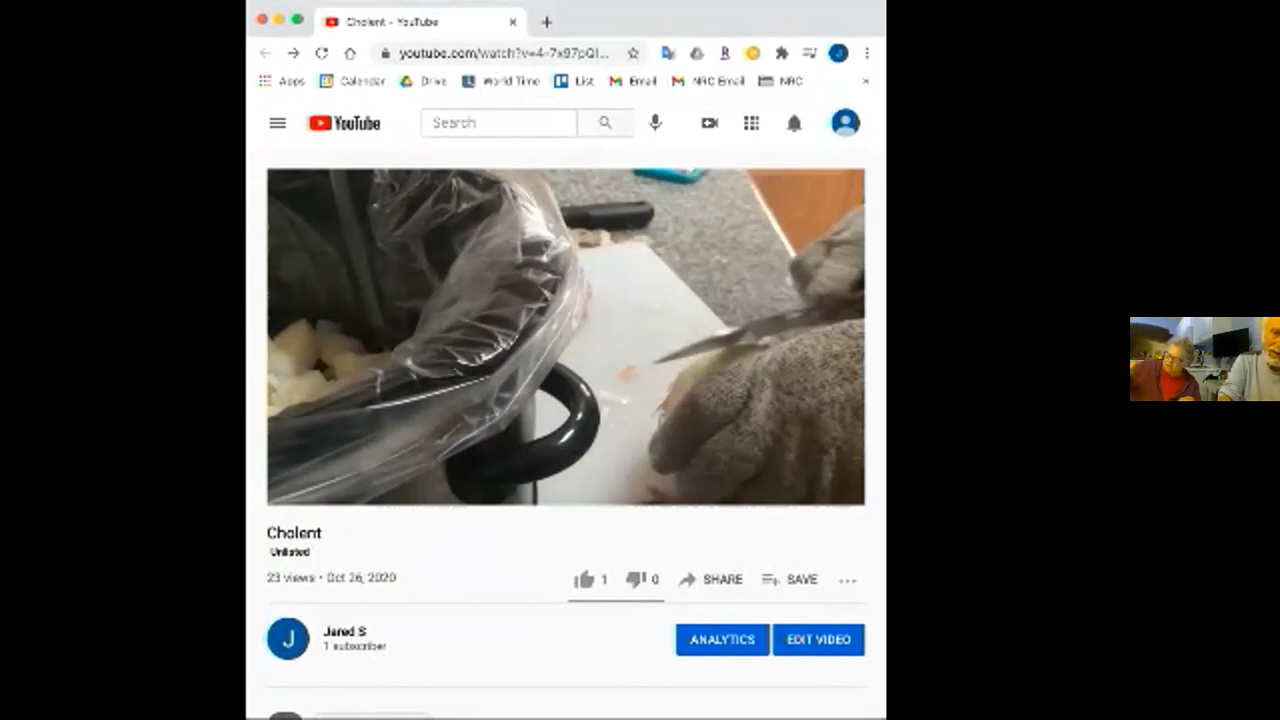 Cholent - YouTube
youtube.com/watch?v=4-7x97pQI...
Apps Calendar Drive World Time List Email NRC Email NRC
YouTube Search
Cholent
Unlisted
23 views • Oct 26, 2020 1 0 SHARE SAVE
J Jared S ANALYTICS EDIT VIDEO
1 subscriber